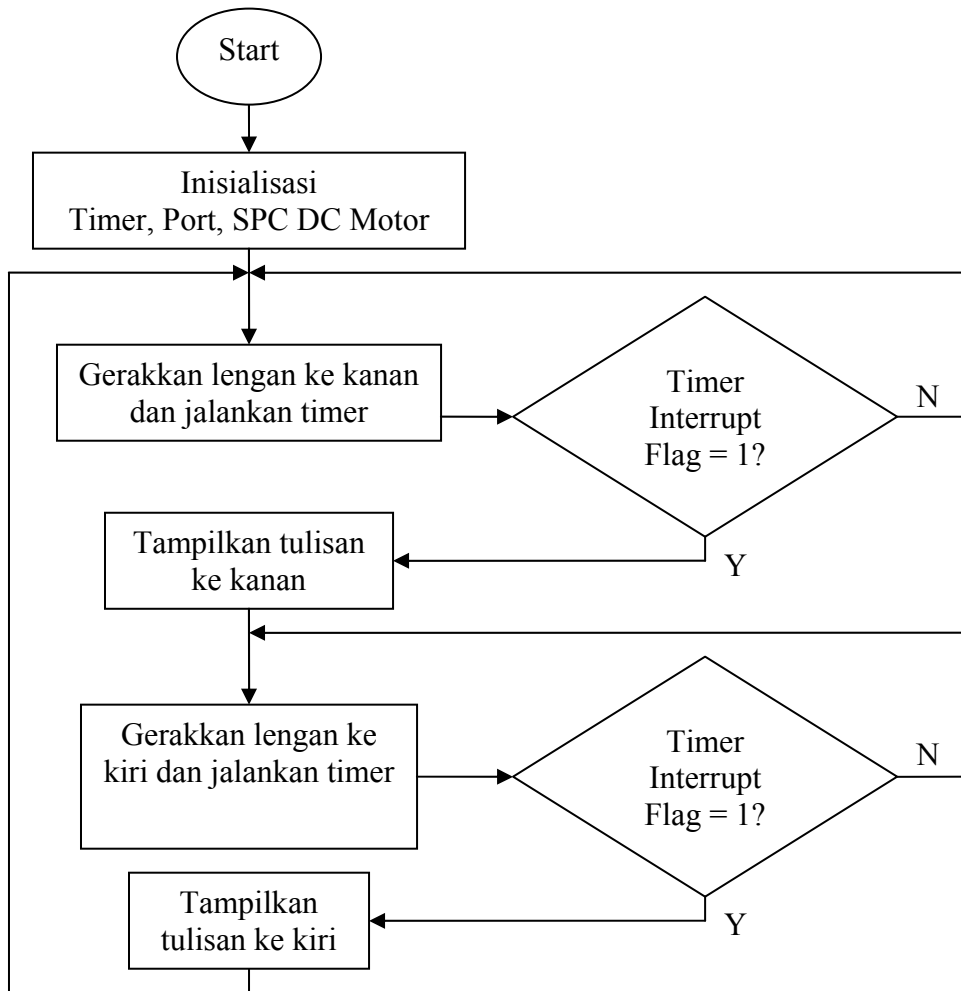 Start
Inisialisasi
Timer, Port, SPC DC Motor
Gerakkan lengan ke kanan
dan jalankan timer
Timer
Interrupt
Flag = 1?
N
Y
Tampilkan tulisan
ke kanan
Gerakkan lengan ke
kiri dan jalankan timer
Timer
Interrupt
Flag = 1?
N
Y
Tampilkan
tulisan ke kiri